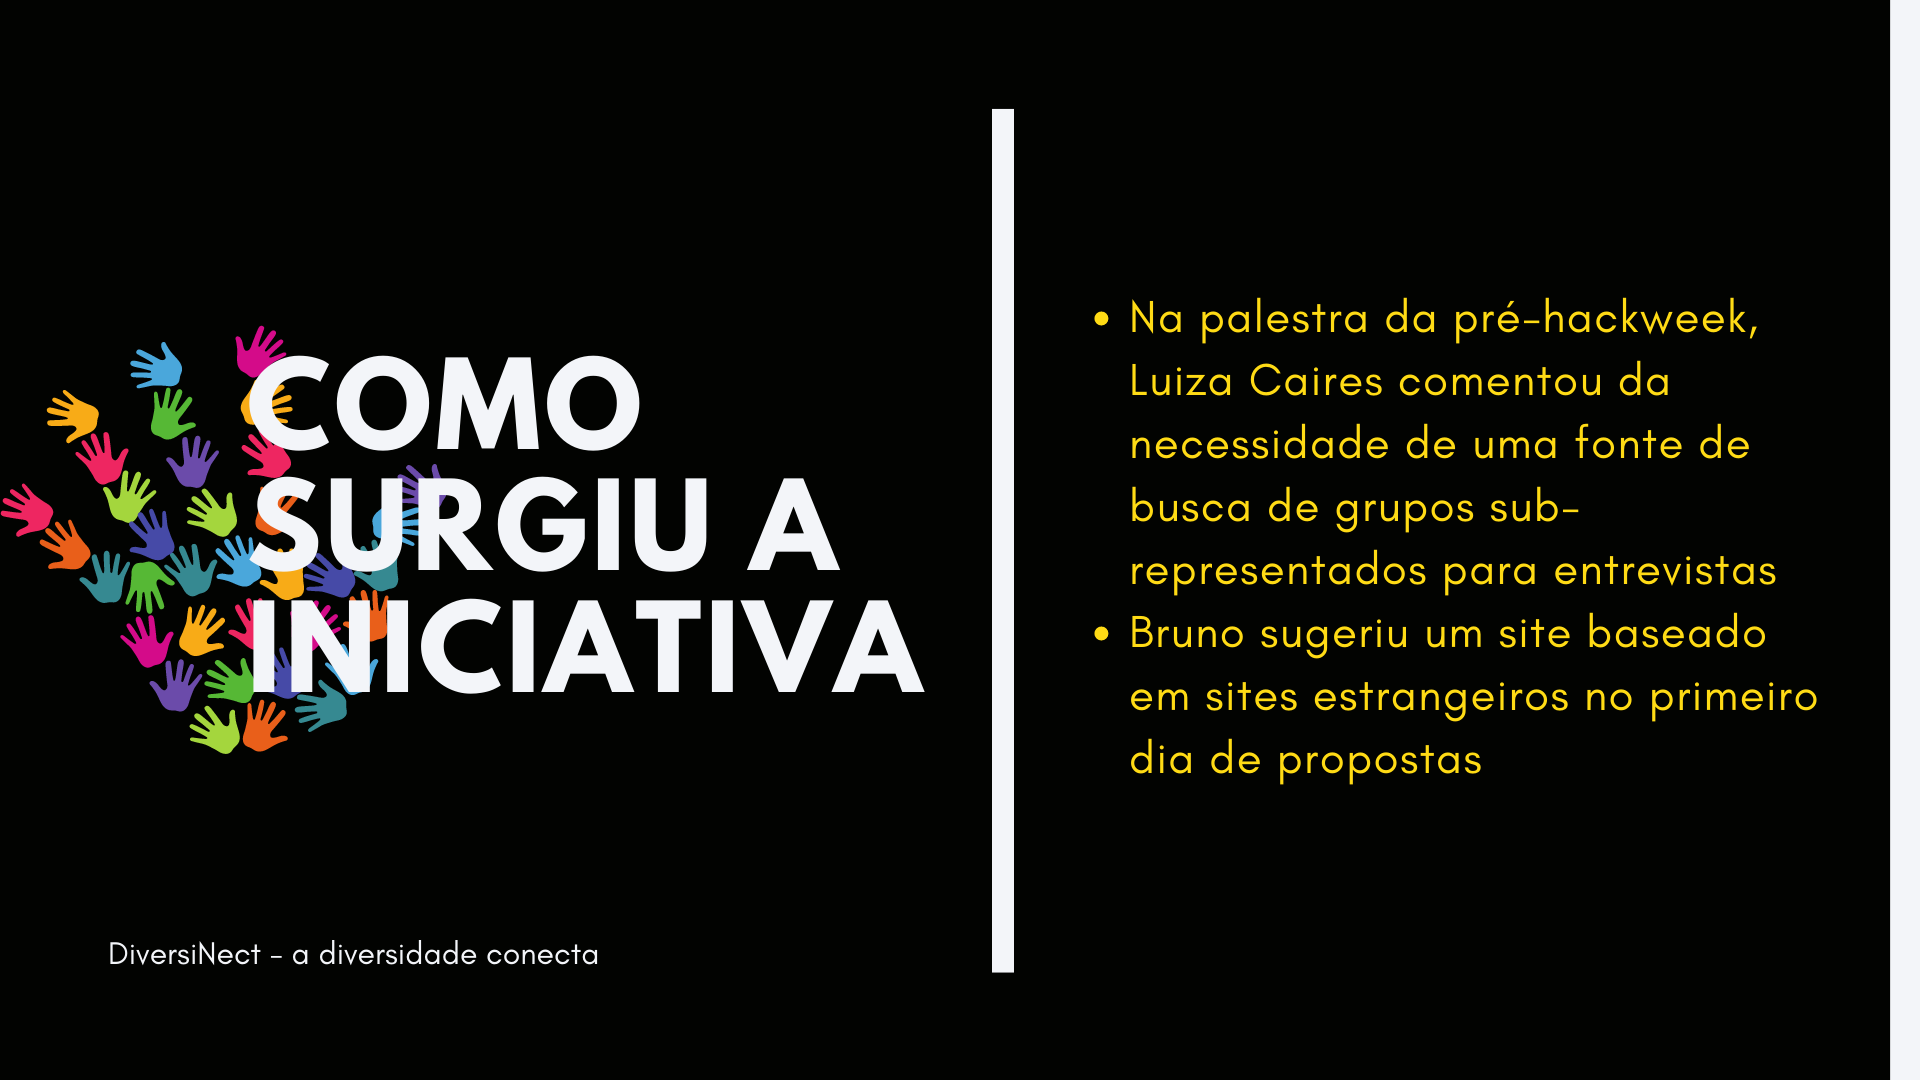 COMO
SURGIU A
INICIATIVA
DiversiNect - a diversidade conecta
• Na palestra da pré-hackweek,
Luiza Caires comentou da
necessidade de uma fonte de
busca de grupos sub-
representados para entrevistas
• Bruno sugeriu um site baseado
em sites estrangeiros no primeiro
dia de propostas